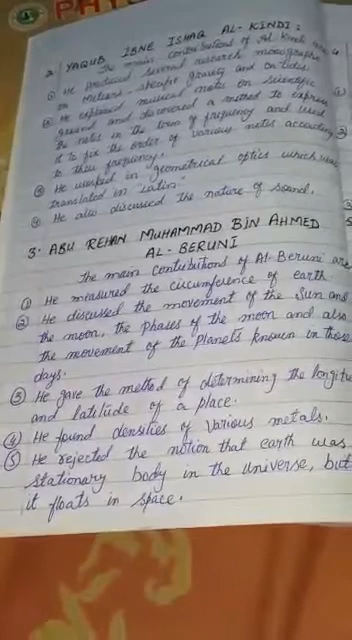 PHY
2) YAQUB IBNE ISHAQ AL-KINDI:
The main contributions of Al Kindi are
① He produced several research monographs
on Meteors-specific gravity and on tides
② He explained musical notes on scientific
ground and discovered a method to express
the notes in the term of frequency and used
it to fix the order of various notes according
to their frequency.
③ He worked in geometrical optics which was
translated in "Latin"
④ He also discussed the nature of sound.
3. ABU REHAN MUHAMMAD BIN AHMED
AL-BERUNI
The main contributions of Al-Beruni are
① He measured the circumference of earth.
② He discussed the movement of the Sun and
the moon, the phases of the moon and also
the movement of the Planets known in those
days.
③ He gave the method of determining the longitu
and latitude of a place.
④ He found densities of various metals.
⑤ He rejected the notion that earth was
stationary body in the universe, but
it floats in space.